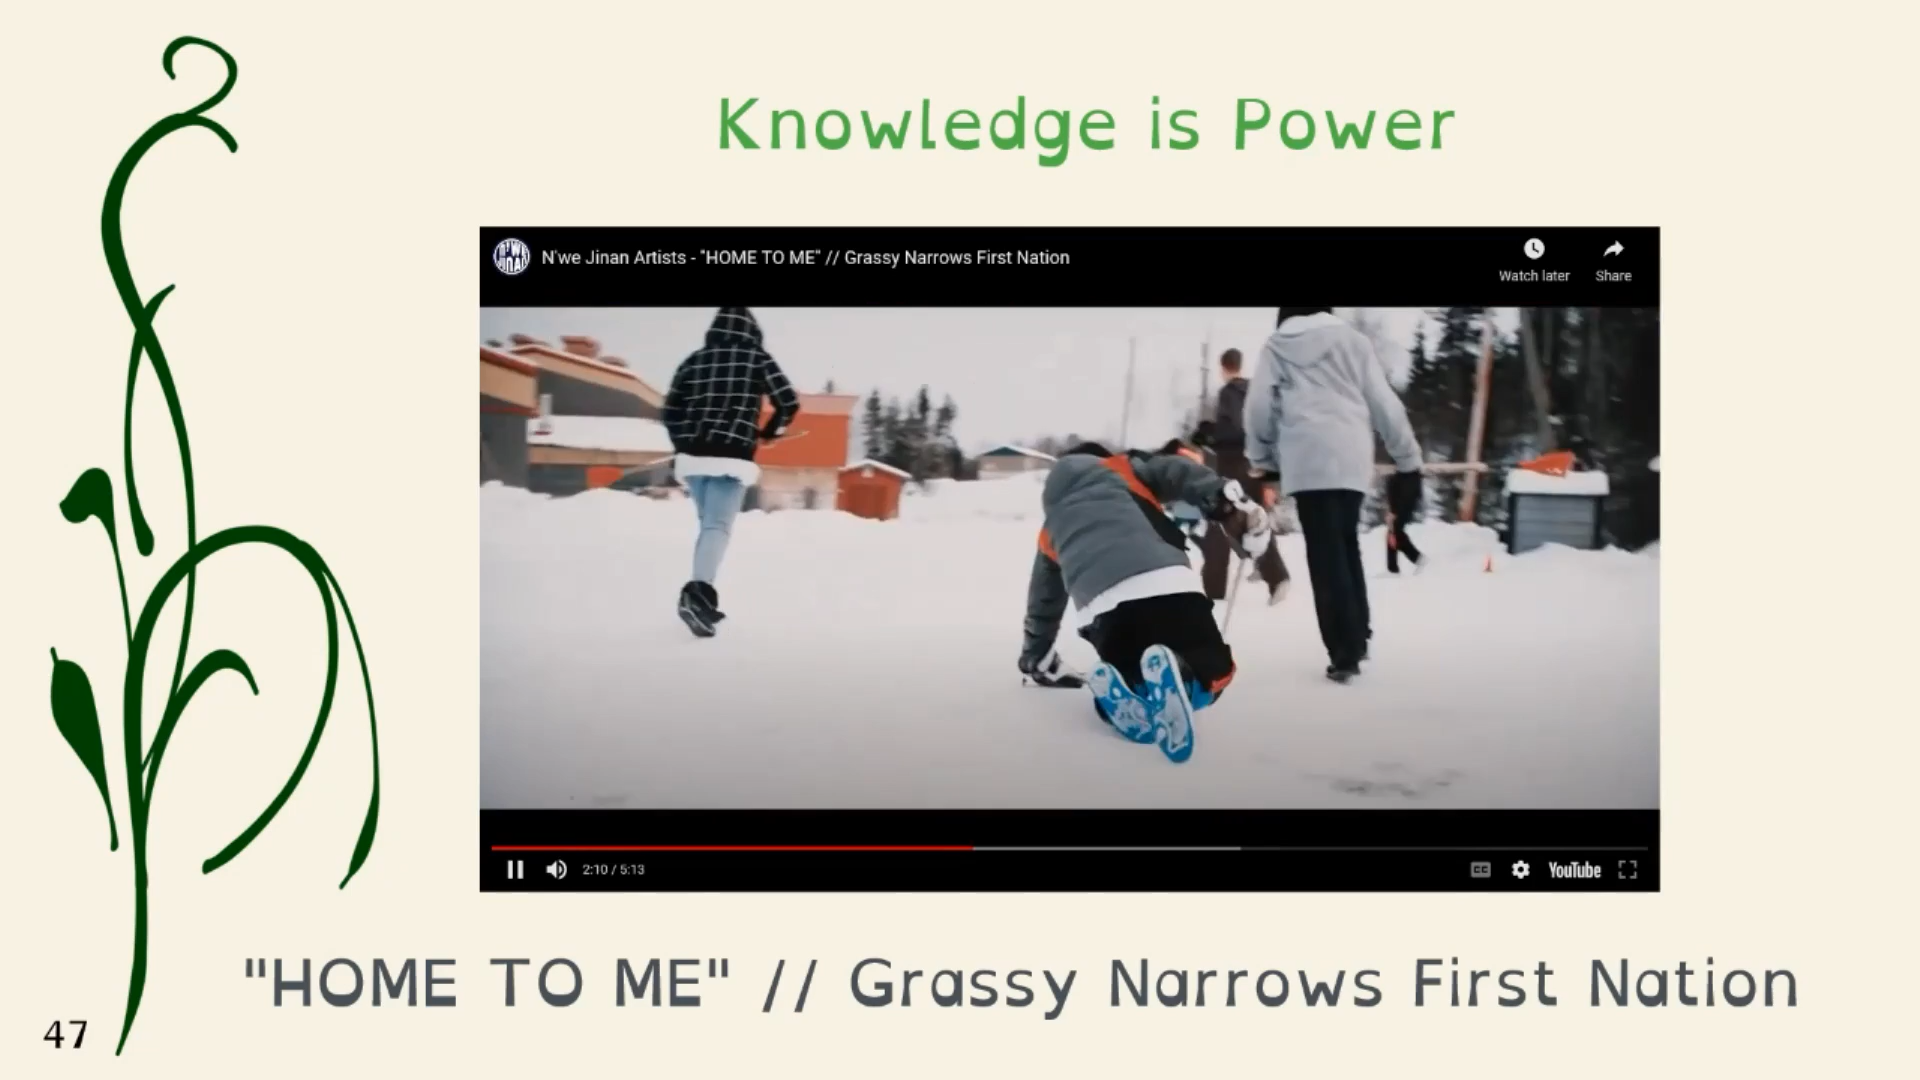 Knowledge is Power
N'we Jinan Artists - "HOME TO ME" // Grassy Narrows First Nation
Watch later
Share
2:10 / 5:13
CC
YouTube
"HOME TO ME" // Grassy Narrows First Nation
47